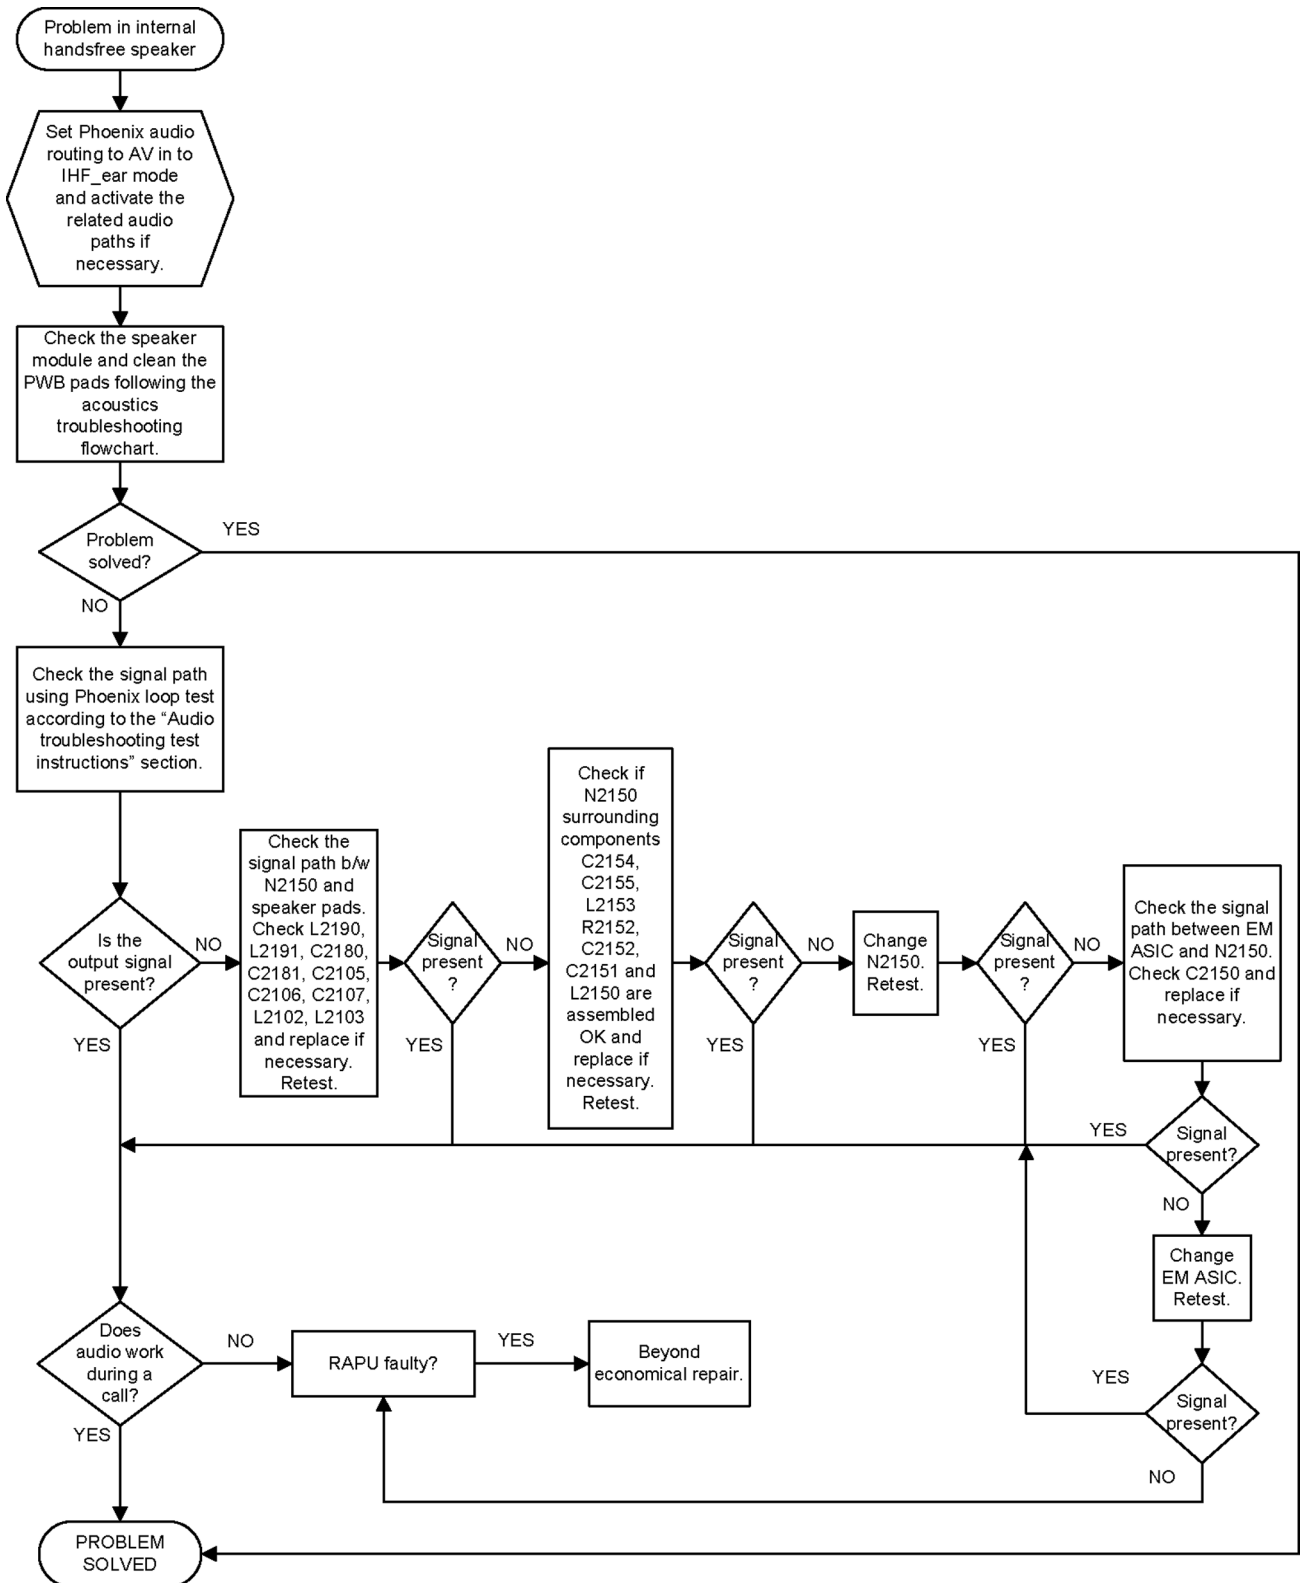 Problem in internal
handsfree speaker
Set Phoenix audio
routing to AV in to
IHF_ear mode
and activate the
related audio
paths if
necessary.
Check the speaker
module and clean the
PWB pads following the
acoustics
troubleshooting
flowchart.
Problem
solved?
YES
NO
Check the signal path
using Phoenix loop test
according to the “Audio
troubleshooting test
instructions” section.
Is the
output signal
present?
NO
YES
Check the
signal path b/w
N2150 and
speaker pads.
Check L2190,
L2191, C2180,
C2181, C2105,
C2106, C2107,
L2102, L2103
and replace if
necessary.
Retest.
Signal
present
?
NO
YES
Check if
N2150
surrounding
components
C2154,
C2155,
L2153
R2152,
C2152,
C2151 and
L2150 are
assembled
OK and
replace if
necessary.
Retest.
Signal
present
?
NO
YES
Change
N2150.
Retest.
Signal
present
?
NO
YES
Check the signal
path between EM
ASIC and N2150.
Check C2150 and
replace if
necessary.
Signal
present?
YES
NO
Change
EM ASIC.
Retest.
Signal
present?
YES
NO
Does
audio work
during a
call?
NO
YES
RAPU faulty?
YES
Beyond
economical repair.
PROBLEM
SOLVED